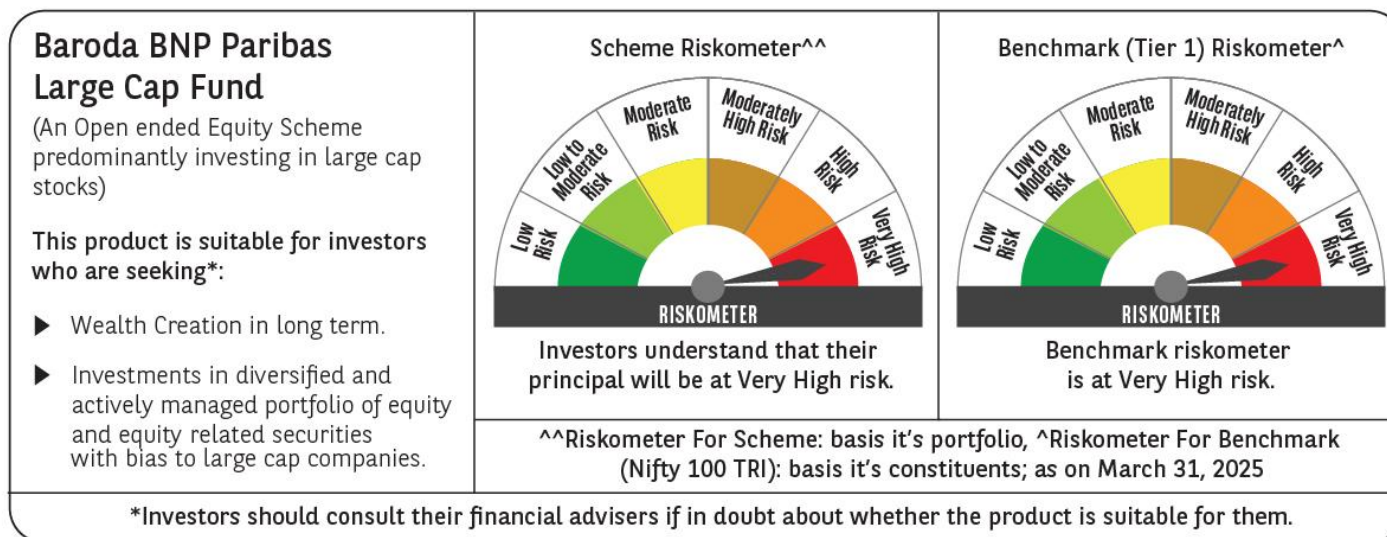 Baroda BNP Paribas
Large Cap Fund
(An Open ended Equity Scheme
predominantly investing in large cap
stocks)
This product is suitable for investors
who are seeking*:
▶ Wealth Creation in long term.
▶ Investments in diversified and
actively managed portfolio of equity
and equity related securities
with bias to large cap companies.
Scheme Riskometer^^
Low
Risk
Low to
Moderate
Risk
Moderate
Risk
Moderately
High Risk
High
Risk
Very High
Risk
RISKOMETER
Investors understand that their
principal will be at Very High risk.
Benchmark (Tier 1) Riskometer^
Low
Risk
Low to
Moderate
Risk
Moderate
Risk
Moderately
High Risk
High
Risk
Very High
Risk
RISKOMETER
Benchmark riskometer
is at Very High risk.
^^Riskometer For Scheme: basis it's portfolio, ^Riskometer For Benchmark
(Nifty 100 TRI): basis it's constituents; as on March 31, 2025
*Investors should consult their financial advisers if in doubt about whether the product is suitable for them.